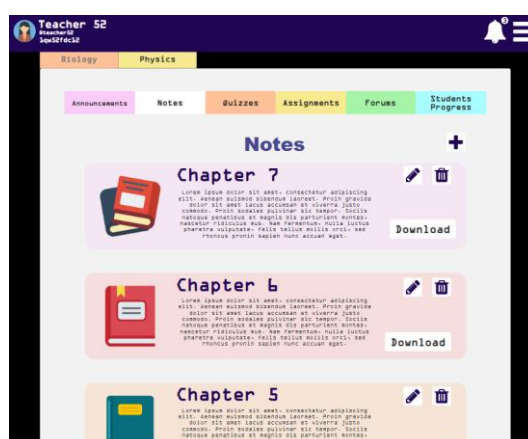 Teacher 52
@teacher52
1qw52fdc12
3
Biology
Physics
Announcements
Notes
Quizzes
Assignments
Forums
Students
Progress
Notes
Chapter 7
Lorem ipsum dolor sit amet, consectetur adipiscing
elit. Aenean euismod bibendum laoreet. Proin gravida
dolor sit amet lacus accumsan et viverra justo
commodo. Proin sodales pulvinar sic tempor. Sociis
natoque penatibus et magnis dis parturient montes,
nascetur ridiculus mus. Nam fermentum, nulla luctus
pharetra vulputate, felis tellus mollis orci, sed
rhoncus pronin sapien nunc accuan eget.
Download
Chapter 6
Lorem ipsum dolor sit amet, consectetur adipiscing
elit. Aenean euismod bibendum laoreet. Proin gravida
dolor sit amet lacus accumsan et viverra justo
commodo. Proin sodales pulvinar sic tempor. Sociis
natoque penatibus et magnis dis parturient montes,
nascetur ridiculus mus. Nam fermentum, nulla luctus
pharetra vulputate, felis tellus mollis orci, sed
rhoncus pronin sapien nunc accuan eget.
Download
Chapter 5
Lorem ipsum dolor sit amet, consectetur adipiscing
elit. Aenean euismod bibendum laoreet. Proin gravida
dolor sit amet lacus accumsan et viverra justo
commodo. Proin sodales pulvinar sic tempor. Sociis
natoque penatibus et magnis dis parturient montes,